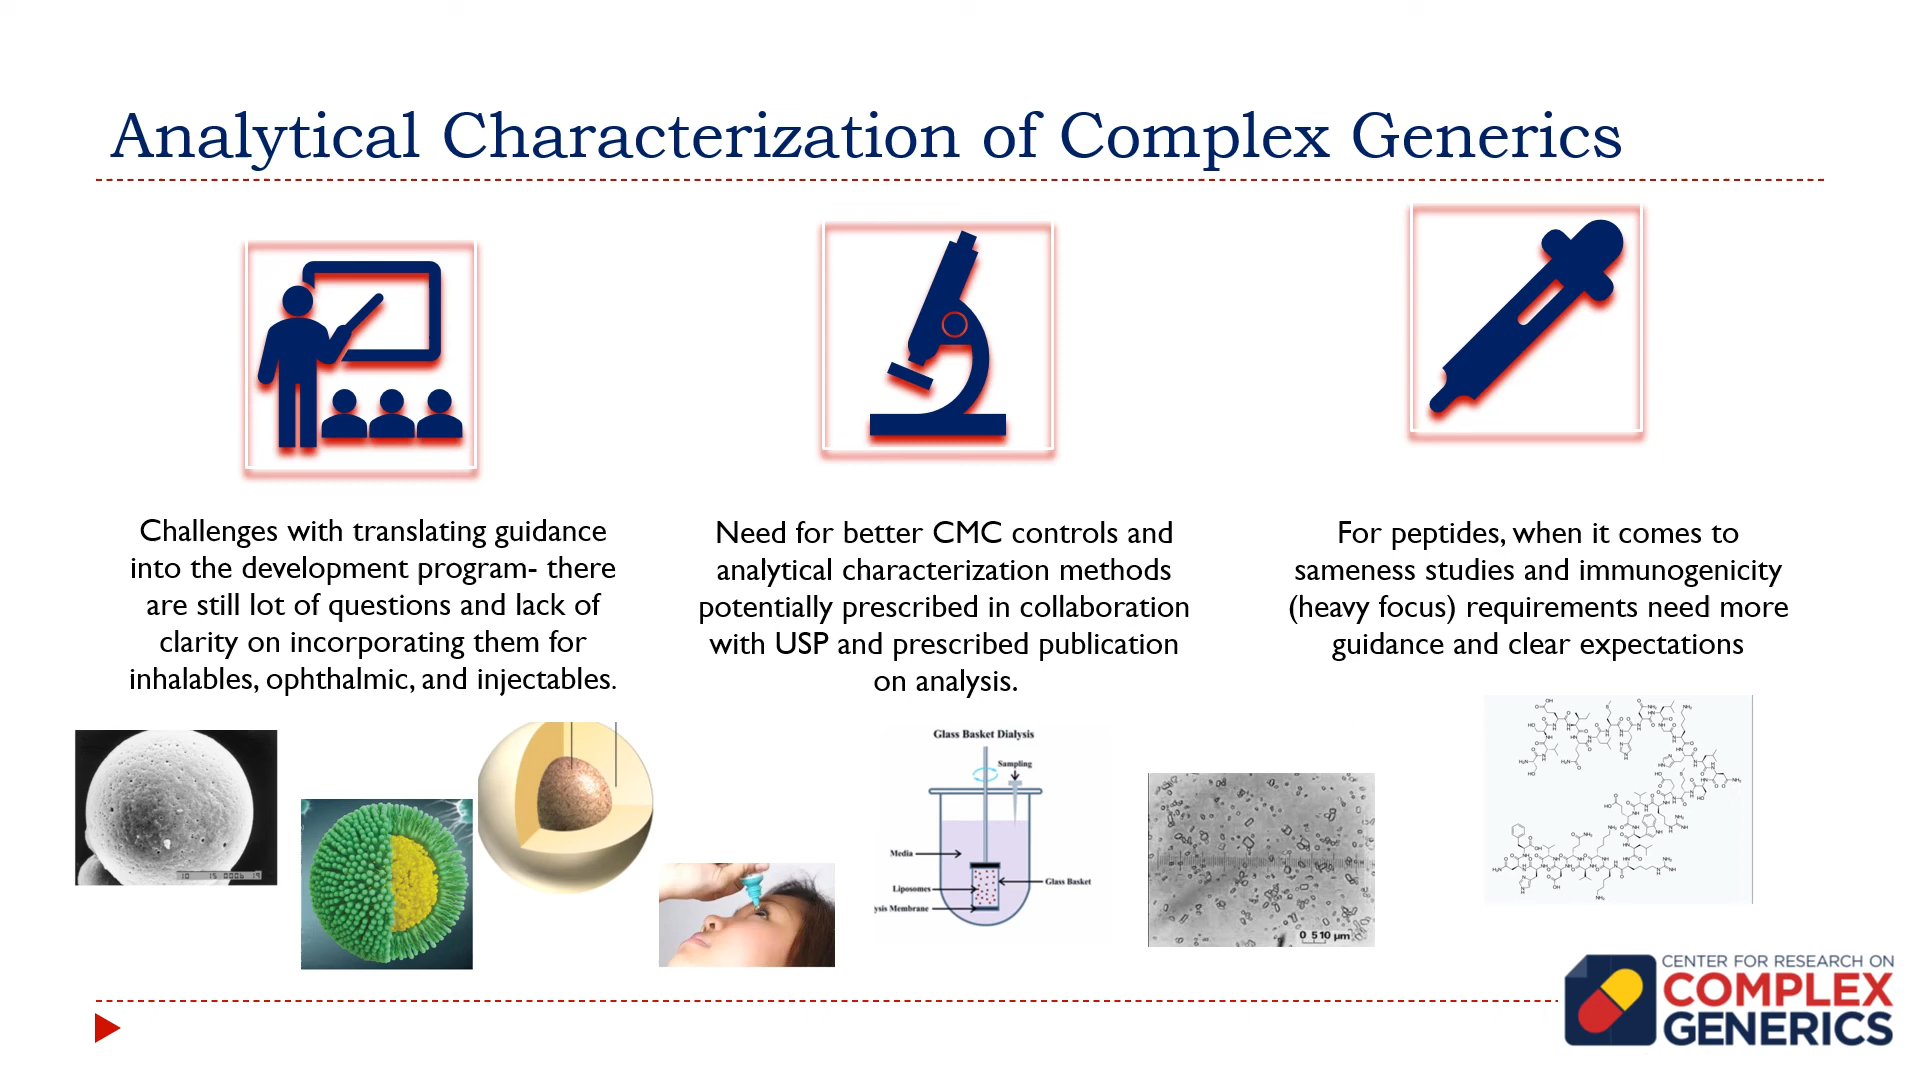 Analytical Characterization of Complex Generics
Challenges with translating guidance
into the development program- there
are still lot of questions and lack of
clarity on incorporating them for
inhalables, ophthalmic, and injectables.
Need for better CMC controls and
analytical characterization methods
potentially prescribed in collaboration
with USP and prescribed publication
on analysis.
For peptides, when it comes to
sameness studies and immunogenicity
(heavy focus) requirements need more
guidance and clear expectations
Glass Basket Dialysis
Sampling
Media
Liposomes
Glass Basket
ysis Membrane
0 5 10 µm
CENTER FOR RESEARCH ON
COMPLEX
GENERICS